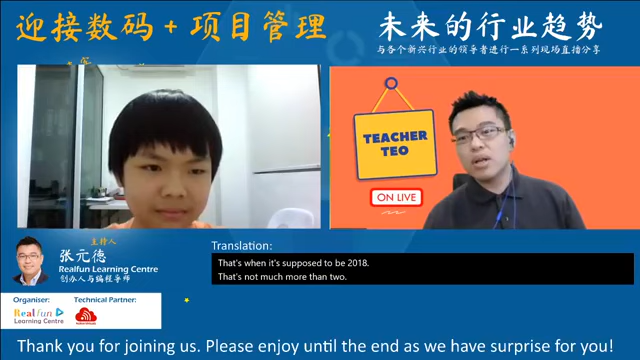 迎接数码 + 项目管理
未来的行业趋势
与各个新兴行业的领导者进行一系列现场直播分享
TEACHER
TEO
ON LIVE
主持人
张元德
Realfun Learning Centre
创办人与编程导师
Translation:
That's when it's supposed to be 2018.
That's not much more than two.
Organiser:
Technical Partner:
Realfun
Learning Centre
Thank you for joining us. Please enjoy until the end as we have surprise for you!